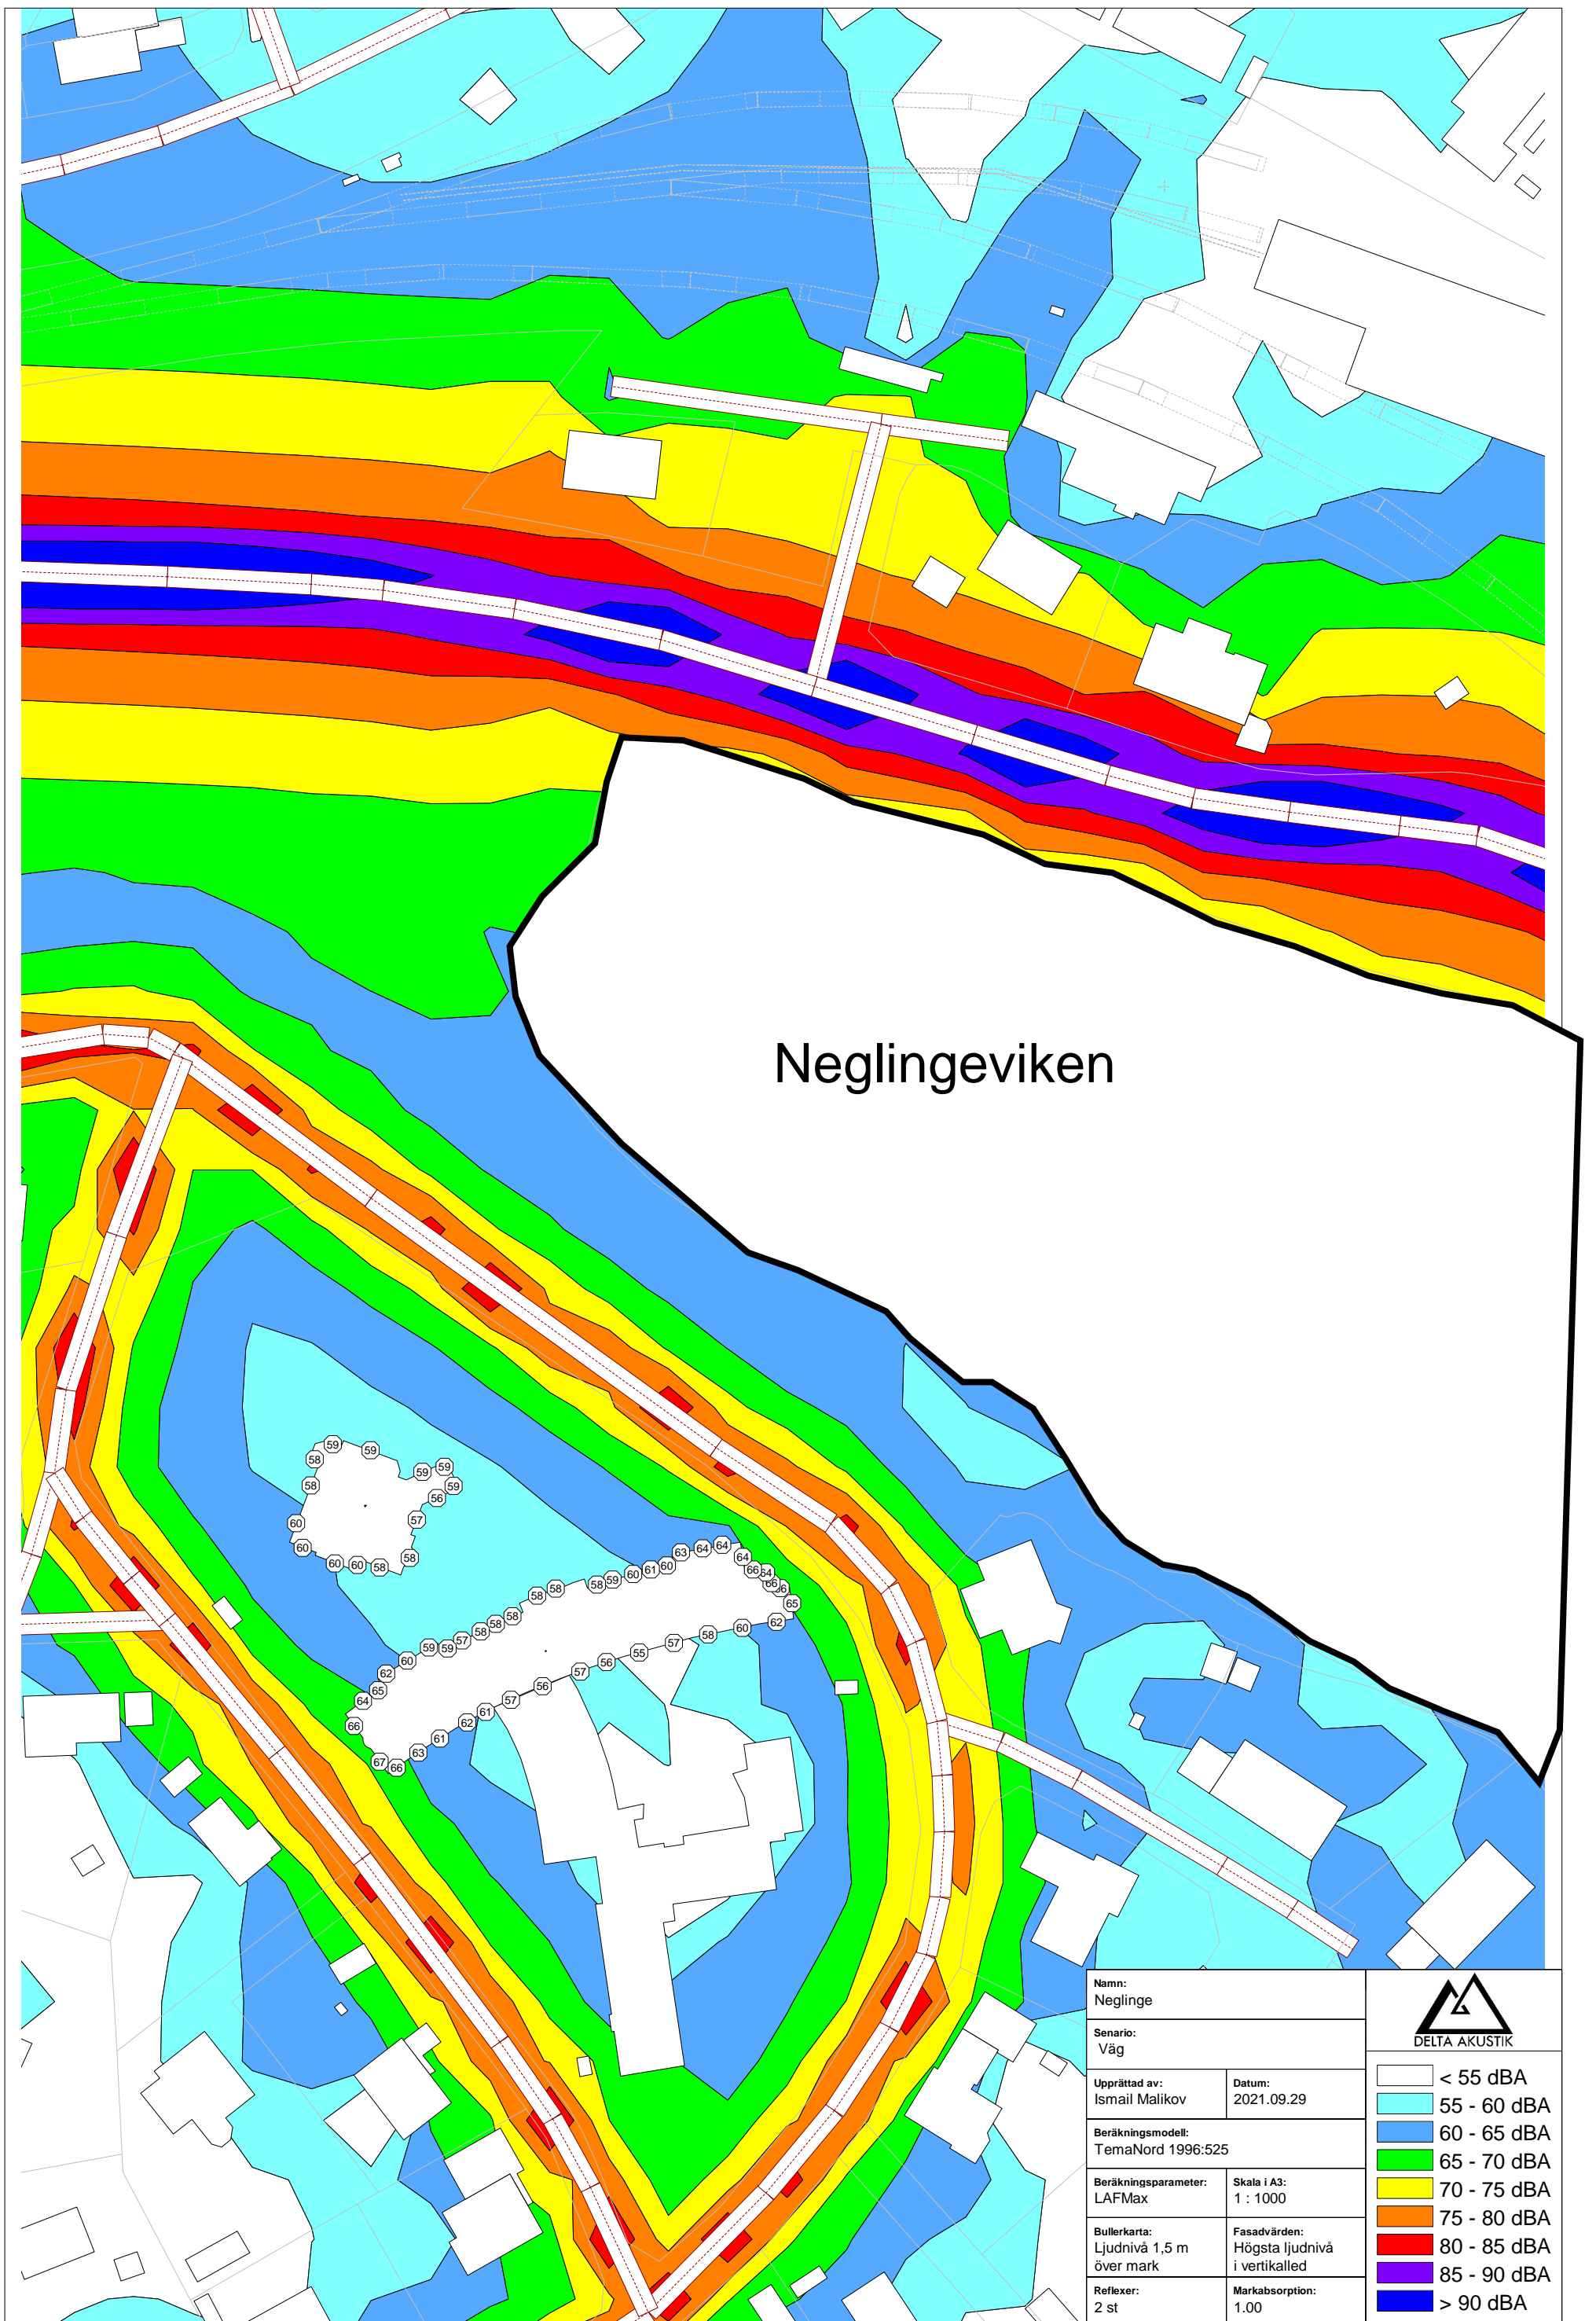 Neglingeviken
59
59
58
59
59
59
58
56
60
57
60
60
60
58
58
64
64
63
64
60
61
66
64
60
66
59
66
58
58
65
58
62
58
60
58
58
58
57
57
59
59
55
60
56
62
57
65
56
64
57
66
61
62
61
63
67
66
Namn:
Neglinge
Senario:
Väg
Upprättad av:
Ismail Malikov
Datum:
2021.09.29
Beräkningsmodell:
TemaNord 1996:525
Beräkningsparameter:
LAFMax
Skala i A3:
1 : 1000
Bullerkarta:
Ljudnivå 1,5 m
över mark
Fasadvärden:
Högsta ljudnivå
i vertikalled
Reflexer:
2 st
Markabsorption:
1.00
DELTA AKUSTIK
< 55 dBA
55 - 60 dBA
60 - 65 dBA
65 - 70 dBA
70 - 75 dBA
75 - 80 dBA
80 - 85 dBA
85 - 90 dBA
> 90 dBA